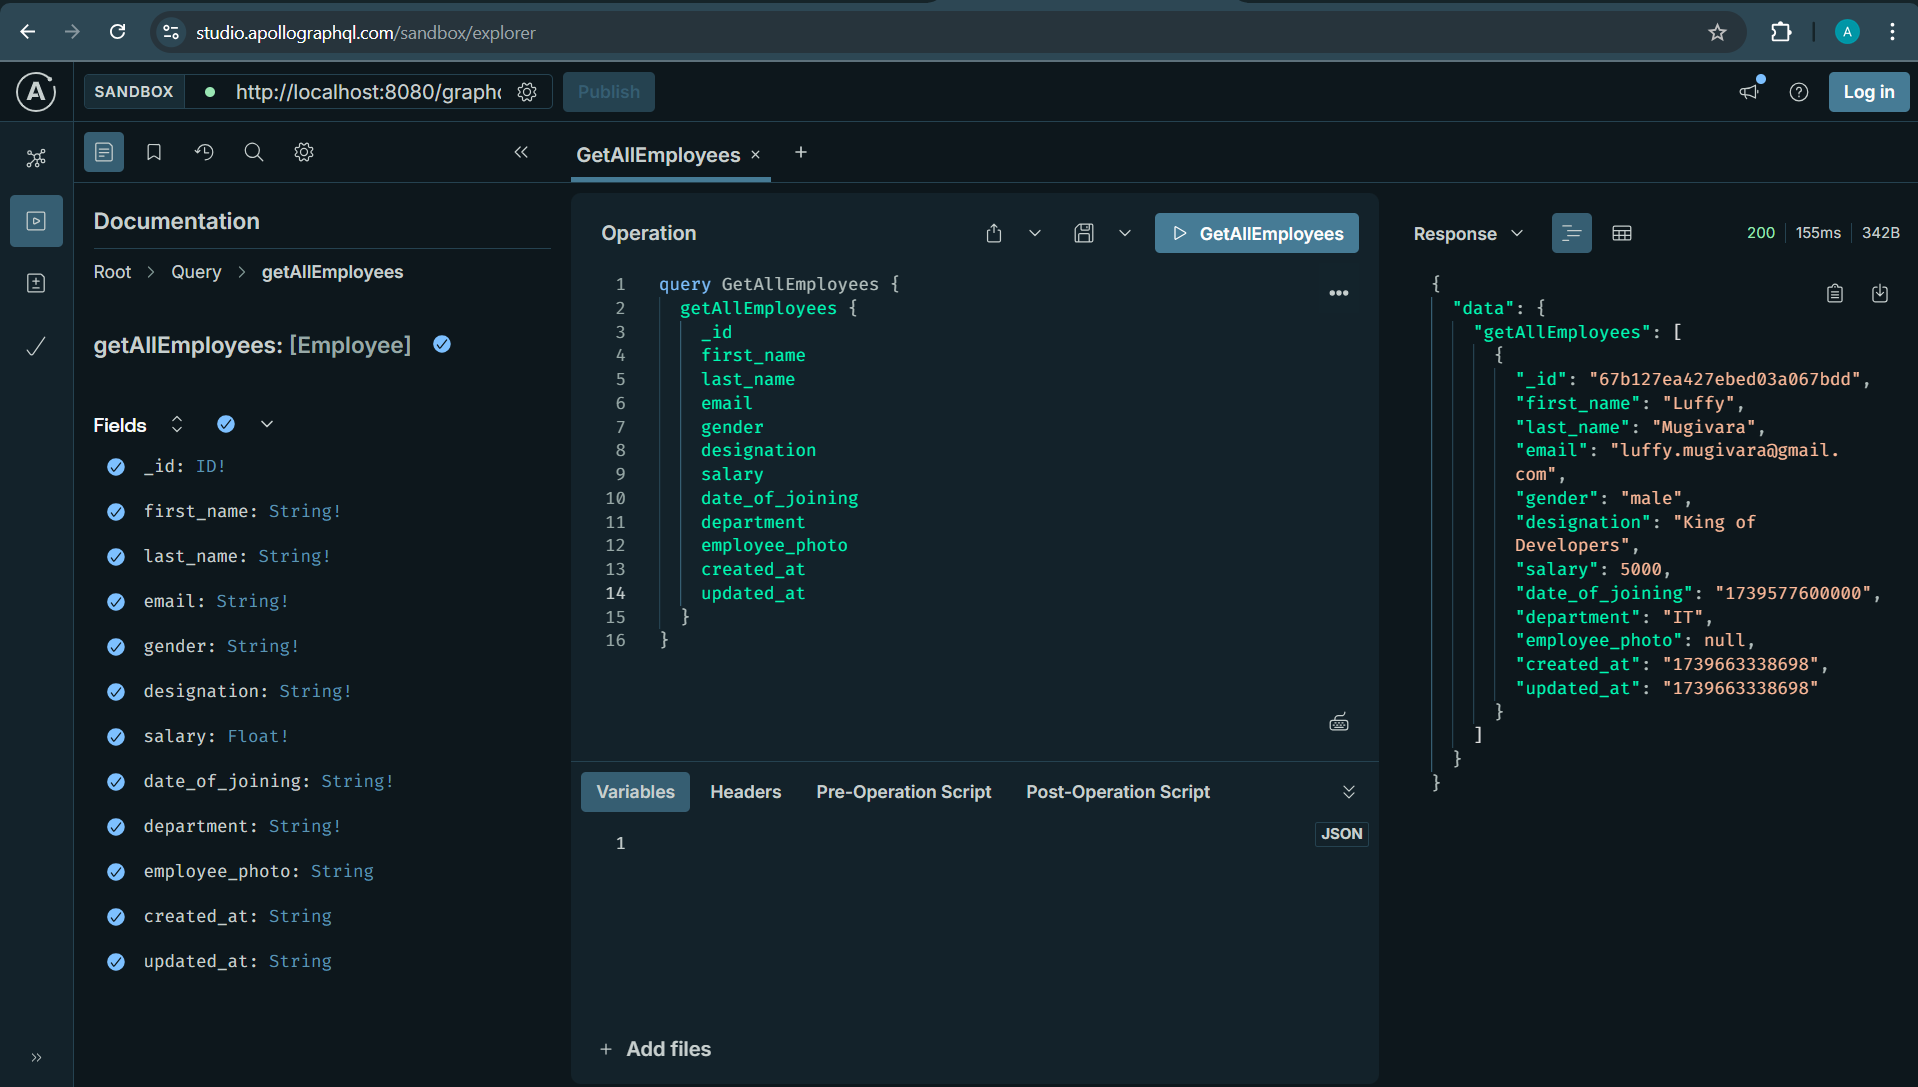 studio.apollographql.com/sandbox/explorer
A
A
SANDBOX
http://localhost:8080/graphq
Publish
Log in
GetAllEmployees
Documentation
Root > Query > getAllEmployees
getAllEmployees: [Employee]
Fields
_id: ID!
first_name: String!
last_name: String!
email: String!
gender: String!
designation: String!
salary: Float!
date_of_joining: String!
department: String!
employee_photo: String
created_at: String
updated_at: String
Operation
GetAllEmployees
1 query GetAllEmployees {
2 getAllEmployees {
3 _id
4 first_name
5 last_name
6 email
7 gender
8 designation
9 salary
10 date_of_joining
11 department
12 employee_photo
13 created_at
14 updated_at
15 }
16 }
Variables Headers Pre-Operation Script Post-Operation Script
1
JSON
+ Add files
Response
200 155ms 342B
{
"data": {
"getAllEmployees": [
{
"_id": "67b127ea427ebed03a067bdd",
"first_name": "Luffy",
"last_name": "Mugivara",
"email": "luffy.mugivara@gmail.
com",
"gender": "male",
"designation": "King of
Developers",
"salary": 5000,
"date_of_joining": "1739577600000",
"department": "IT",
"employee_photo": null,
"created_at": "1739663338698",
"updated_at": "1739663338698"
}
]
}
}